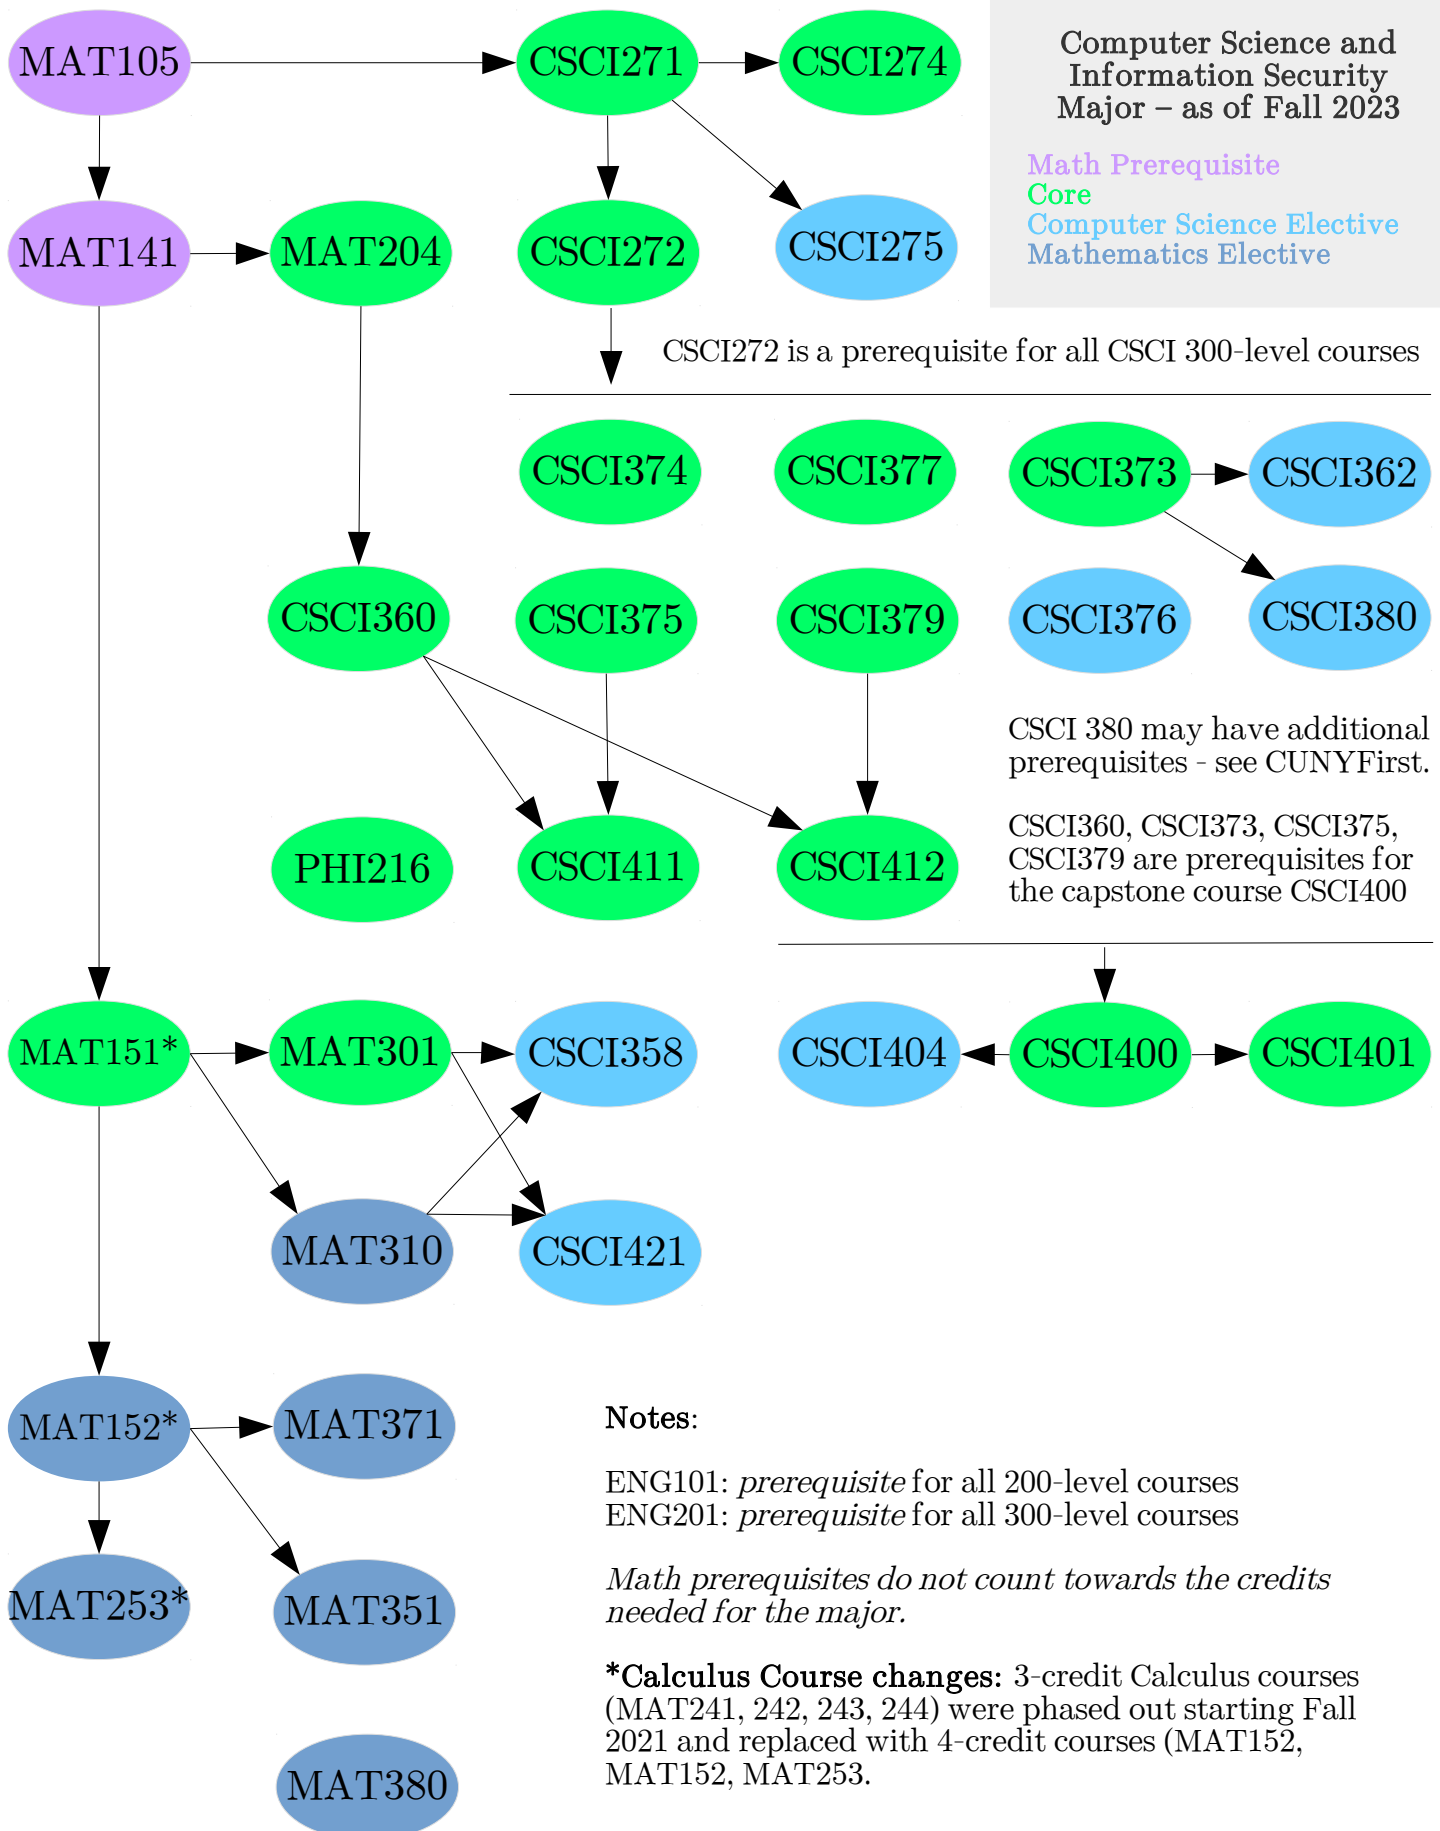 MAT105
CSCI271
CSCI274
Computer Science and
Information Security
Major – as of Fall 2023
Math Prerequisite
Core
Computer Science Elective
Mathematics Elective
MAT141
MAT204
CSCI272
CSCI275
CSCI272 is a prerequisite for all CSCI 300-level courses
CSCI374
CSCI377
CSCI373
CSCI362
CSCI360
CSCI375
CSCI379
CSCI376
CSCI380
CSCI 380 may have additional
prerequisites - see CUNYFirst.
CSCI360, CSCI373, CSCI375,
CSCI379 are prerequisites for
the capstone course CSCI400
PHI216
CSCI411
CSCI412
MAT151*
MAT301
CSCI358
CSCI404
CSCI400
CSCI401
MAT310
CSCI421
MAT152*
MAT371
MAT253*
MAT351
MAT380
Notes:
ENG101: prerequisite for all 200-level courses
ENG201: prerequisite for all 300-level courses
Math prerequisites do not count towards the credits
needed for the major.
*Calculus Course changes: 3-credit Calculus courses
(MAT241, 242, 243, 244) were phased out starting Fall
2021 and replaced with 4-credit courses (MAT152,
MAT152, MAT253.